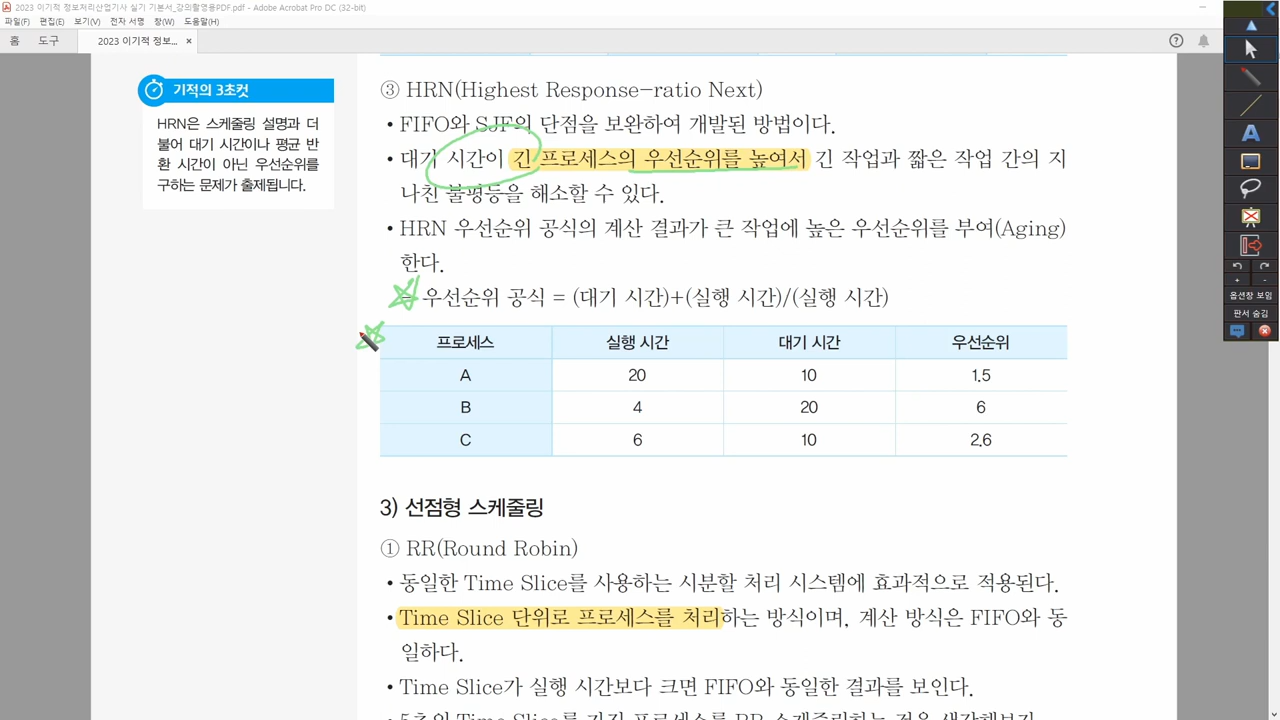 2023 이기적 정보처리산업기사 실기 기본서_강의촬영용PDF.pdf - Adobe Acrobat Pro DC (32-bit)
파일(F) 편집(E) 보기(V) 전자 서명 창(W) 도움말(H)
홈 도구 2023 이기적 정보... ×
기적의 3초컷
HRN은 스케줄링 설명과 더
불어 대기 시간이나 평균 반
환 시간이 아닌 우선순위를
구하는 문제가 출제됩니다.
③ HRN(Highest Response-ratio Next)
• FIFO와 SJF의 단점을 보완하여 개발된 방법이다.
• 대기 시간이 긴 프로세스의 우선순위를 높여서 긴 작업과 짧은 작업 간의 지
나친 불평등을 해소할 수 있다.
• HRN 우선순위 공식의 계산 결과가 큰 작업에 높은 우선순위를 부여(Aging)
한다.
- 우선순위 공식 = (대기 시간)+(실행 시간)/(실행 시간)
프로세스 실행 시간 대기 시간 우선순위
A 20 10 1.5
B 4 20 6
C 6 10 2.6
3) 선점형 스케줄링
① RR(Round Robin)
• 동일한 Time Slice를 사용하는 시분할 처리 시스템에 효과적으로 적용된다.
• Time Slice 단위로 프로세스를 처리하는 방식이며, 계산 방식은 FIFO와 동
일하다.
• Time Slice가 실행 시간보다 크면 FIFO와 동일한 결과를 보인다.
옵션창 보임
판서 숨김